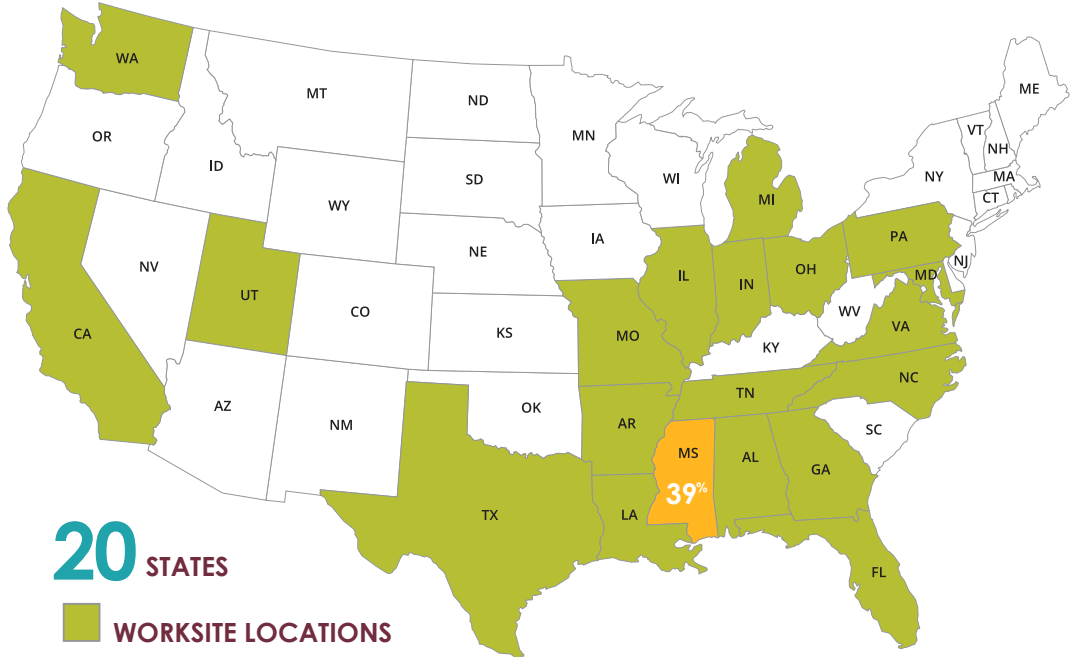 WA
MT
ND
MN
ME
OR
ID
SD
WI
VT
NH
WY
MI
NY
MA
CT
NE
IA
PA
NJ
NV
UT
CO
KS
MO
IL
IN
OH
MD
WV
VA
CA
KY
AZ
NM
OK
AR
TN
NC
SC
TX
LA
MS
39%
AL
GA
FL
20 STATES
WORKSITE LOCATIONS